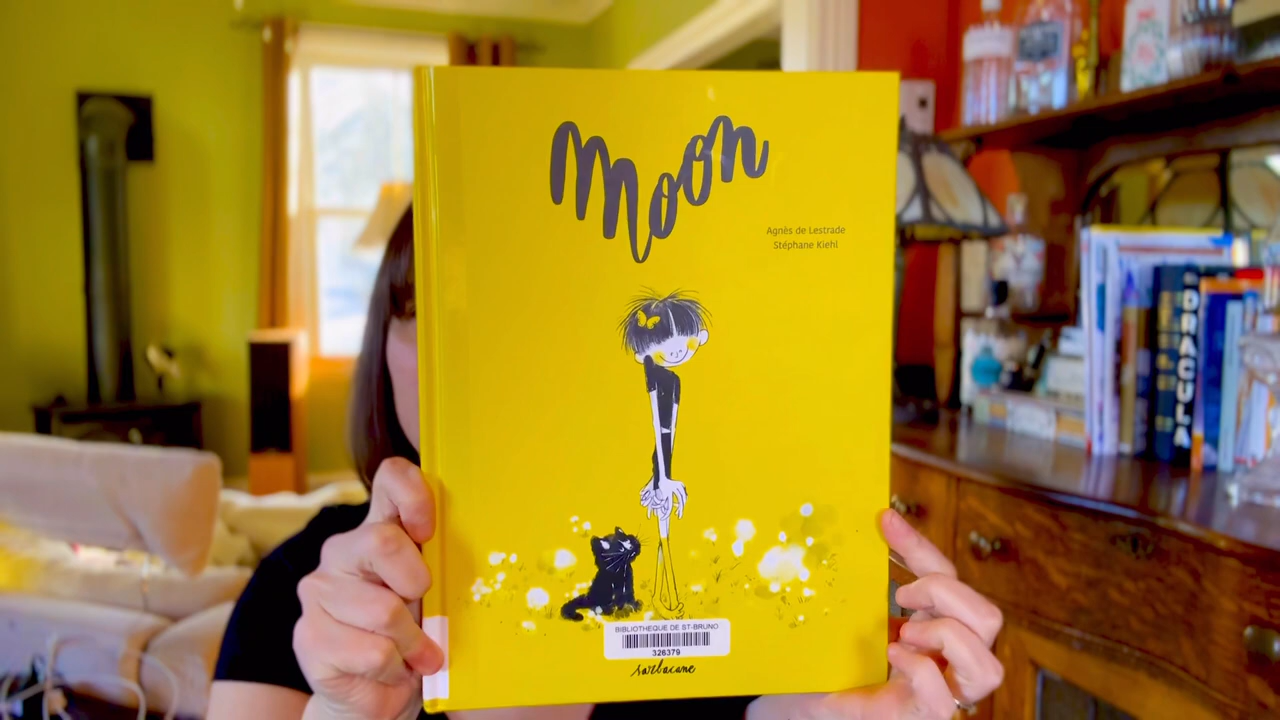 Moon
Agnès de Lestrade
Stéphane Kiehl
BIBLIOTHEQUE DE ST-BRUNO
326379
sarbacane
DRACULA